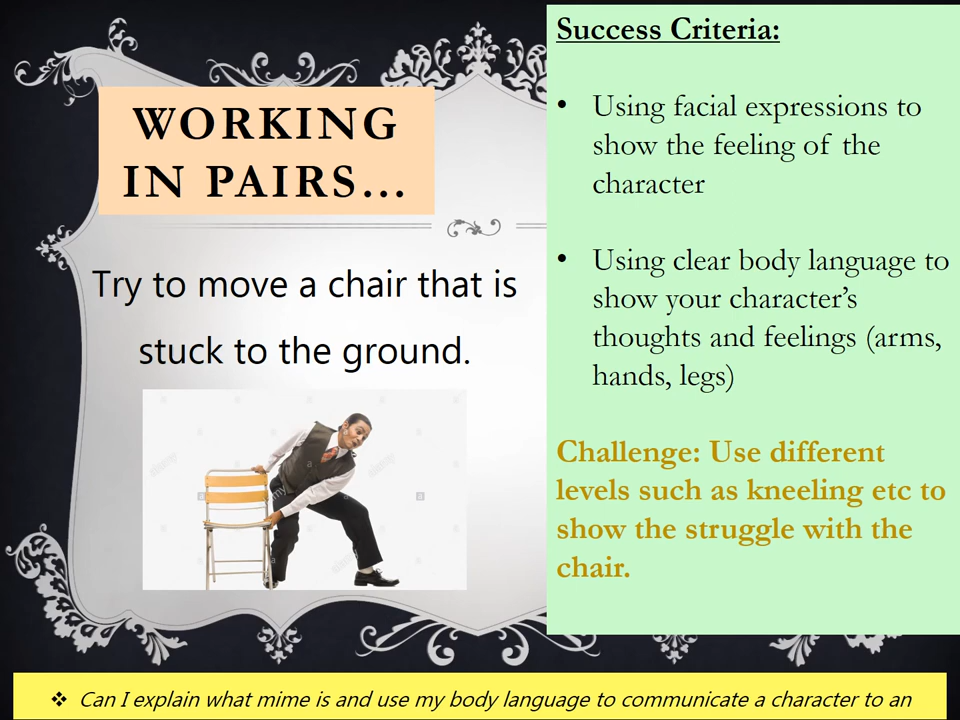 WORKING
IN PAIRS...
Try to move a chair that is
stuck to the ground.
Success Criteria:
• Using facial expressions to
show the feeling of the
character
• Using clear body language to
show your character's
thoughts and feelings (arms,
hands, legs)
Challenge: Use different
levels such as kneeling etc to
show the struggle with the
chair.
❖ Can I explain what mime is and use my body language to communicate a character to an